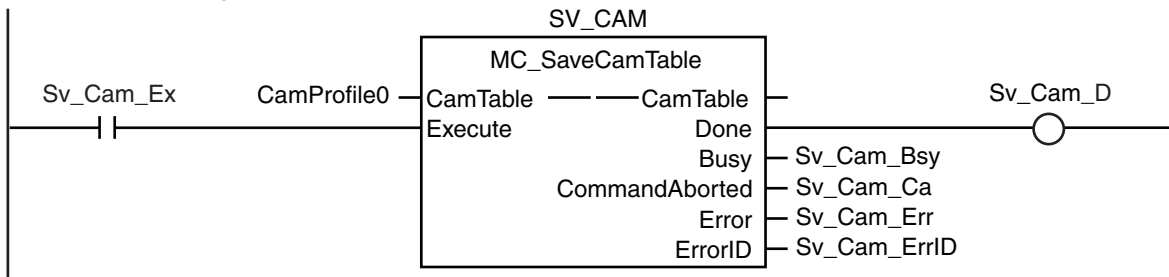 SV_CAM
MC_SaveCamTable
Sv_Cam_Ex CamProfile0 CamTable CamTable Sv_Cam_D
Execute Done
Busy Sv_Cam_Bsy
CommandAborted Sv_Cam_Ca
Error Sv_Cam_Err
ErrorID Sv_Cam_ErrID